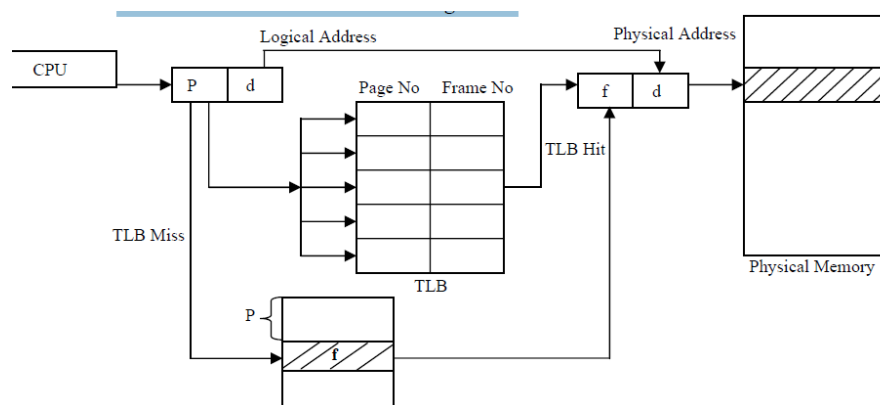 Logical Address
Physical Address
CPU
P
d
Page No
Frame No
f
d
TLB Hit
TLB Miss
Physical Memory
TLB
P
f